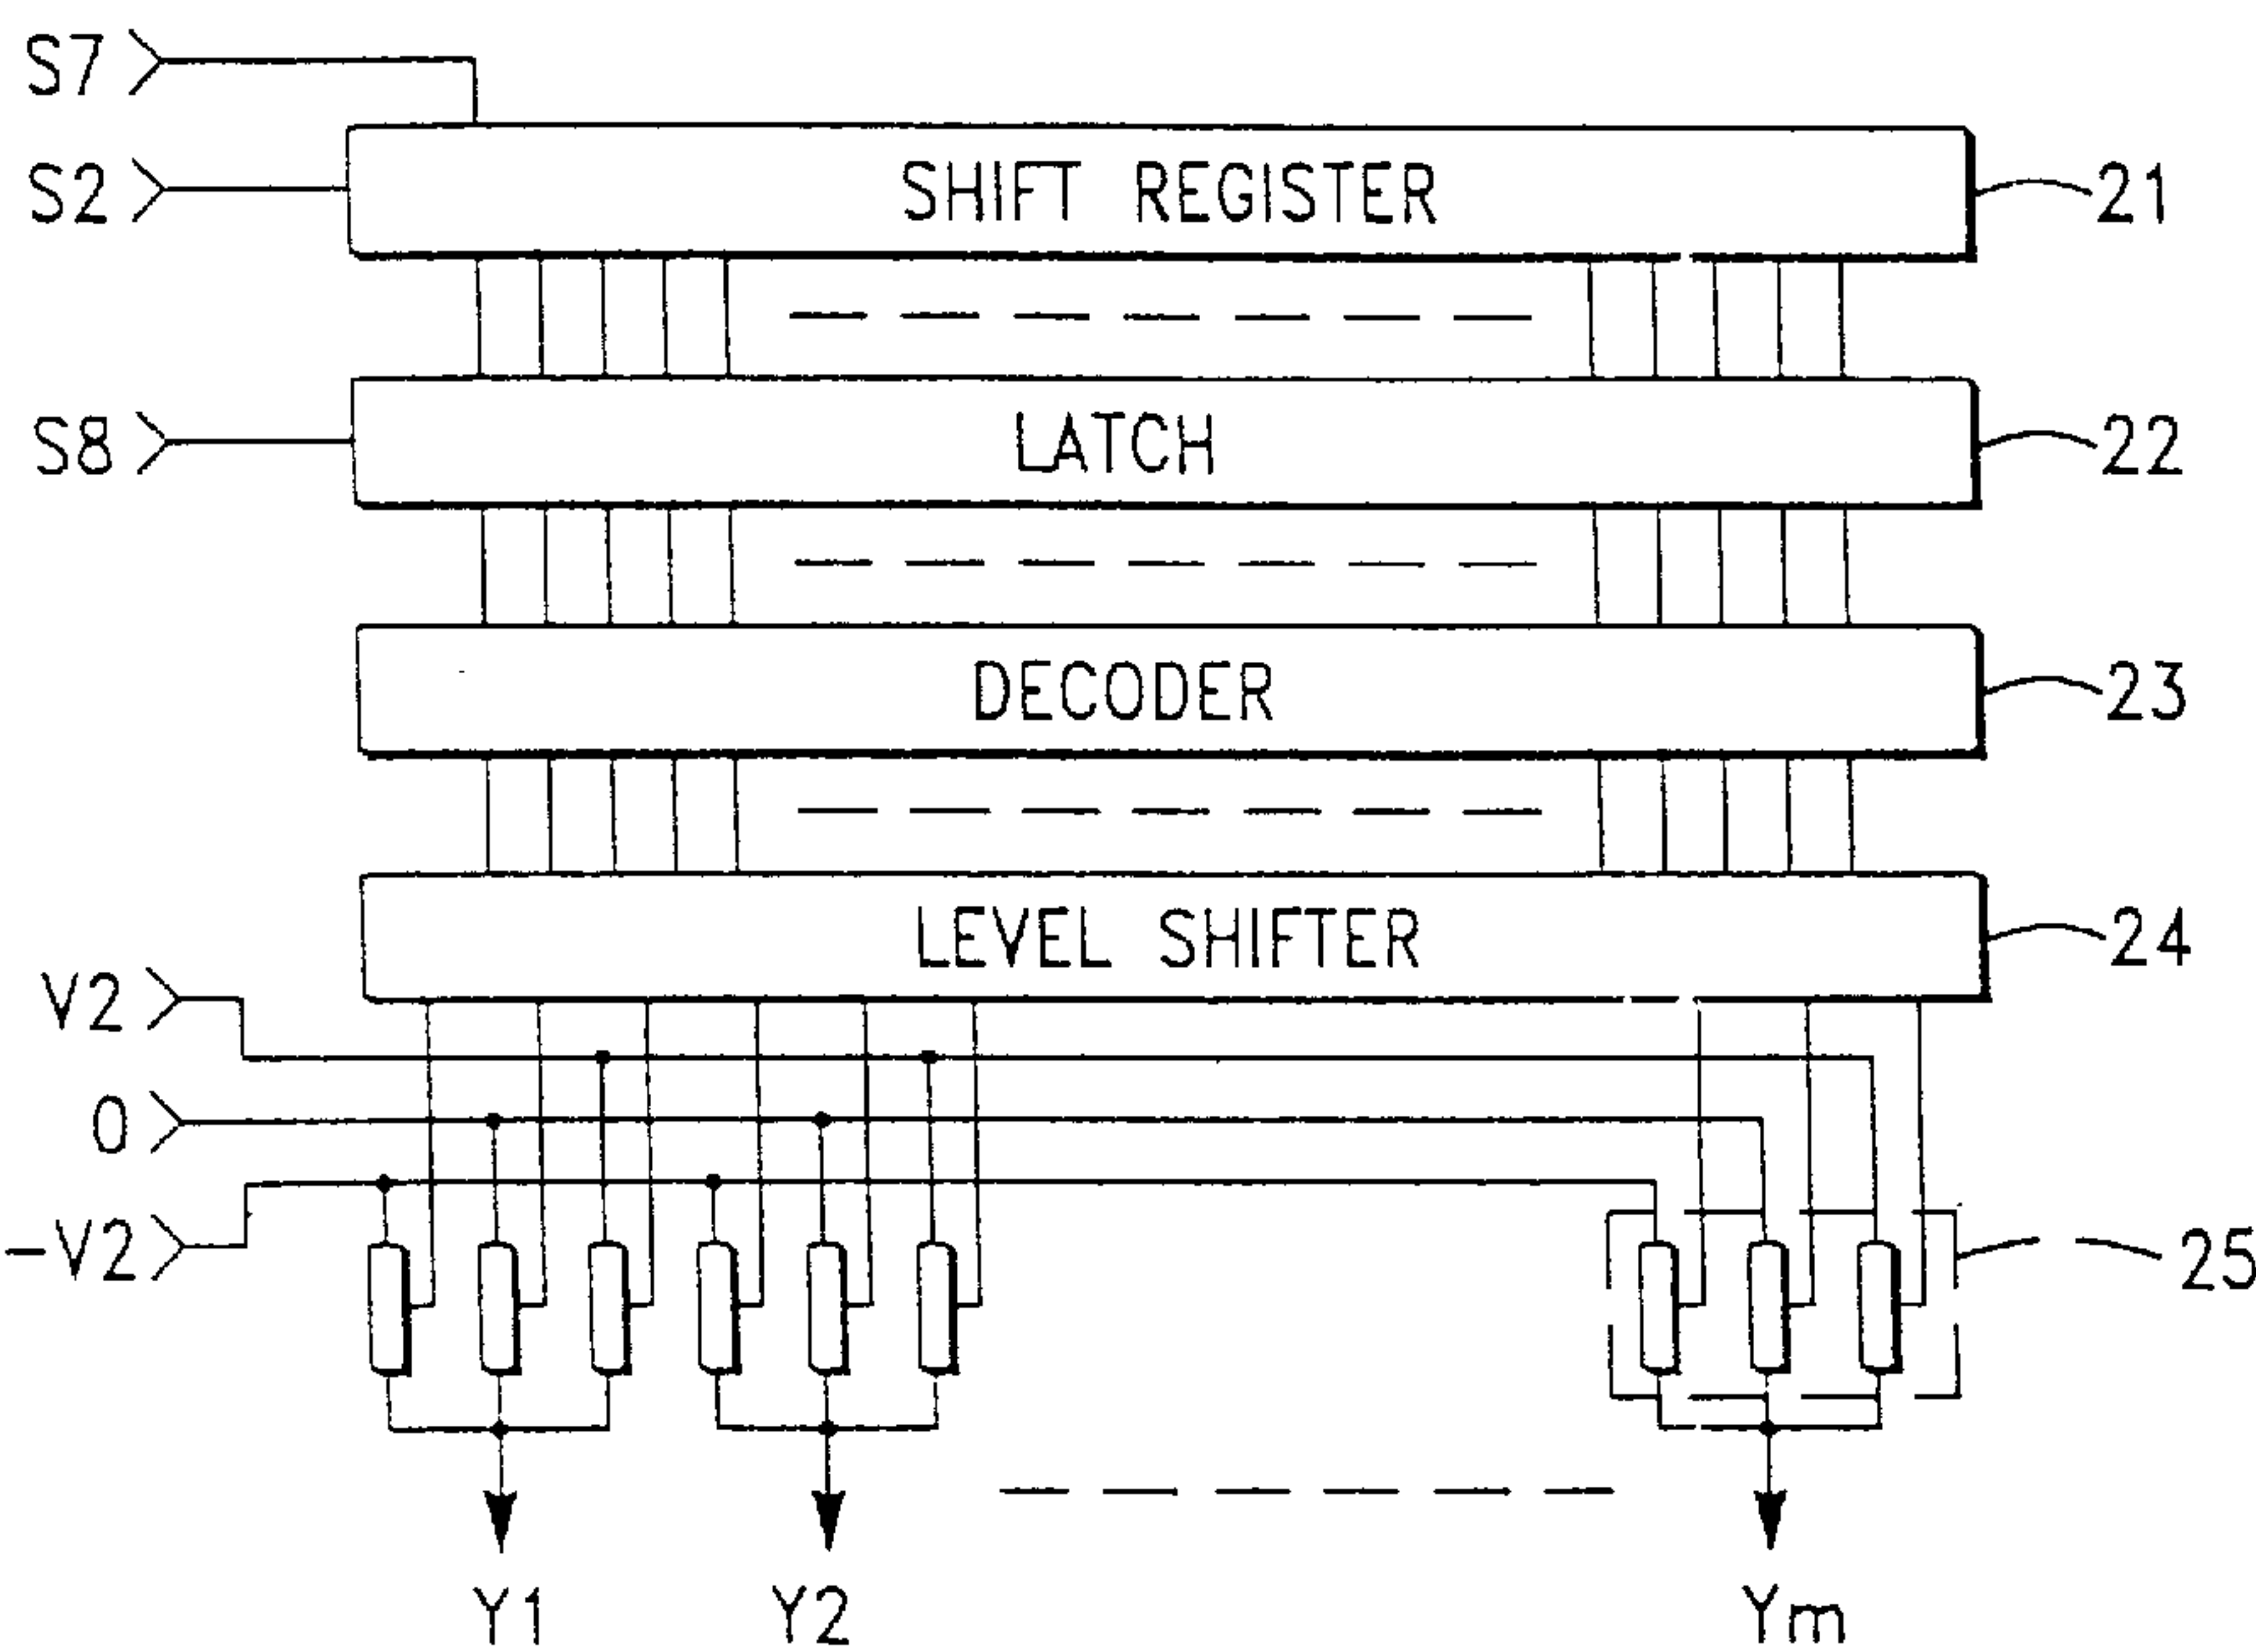 S7
S2
SHIFT REGISTER
21
S8
LATCH
22
DECODER
23
LEVEL SHIFTER
24
V2
0
-V2
25
Y1
Y2
Ym